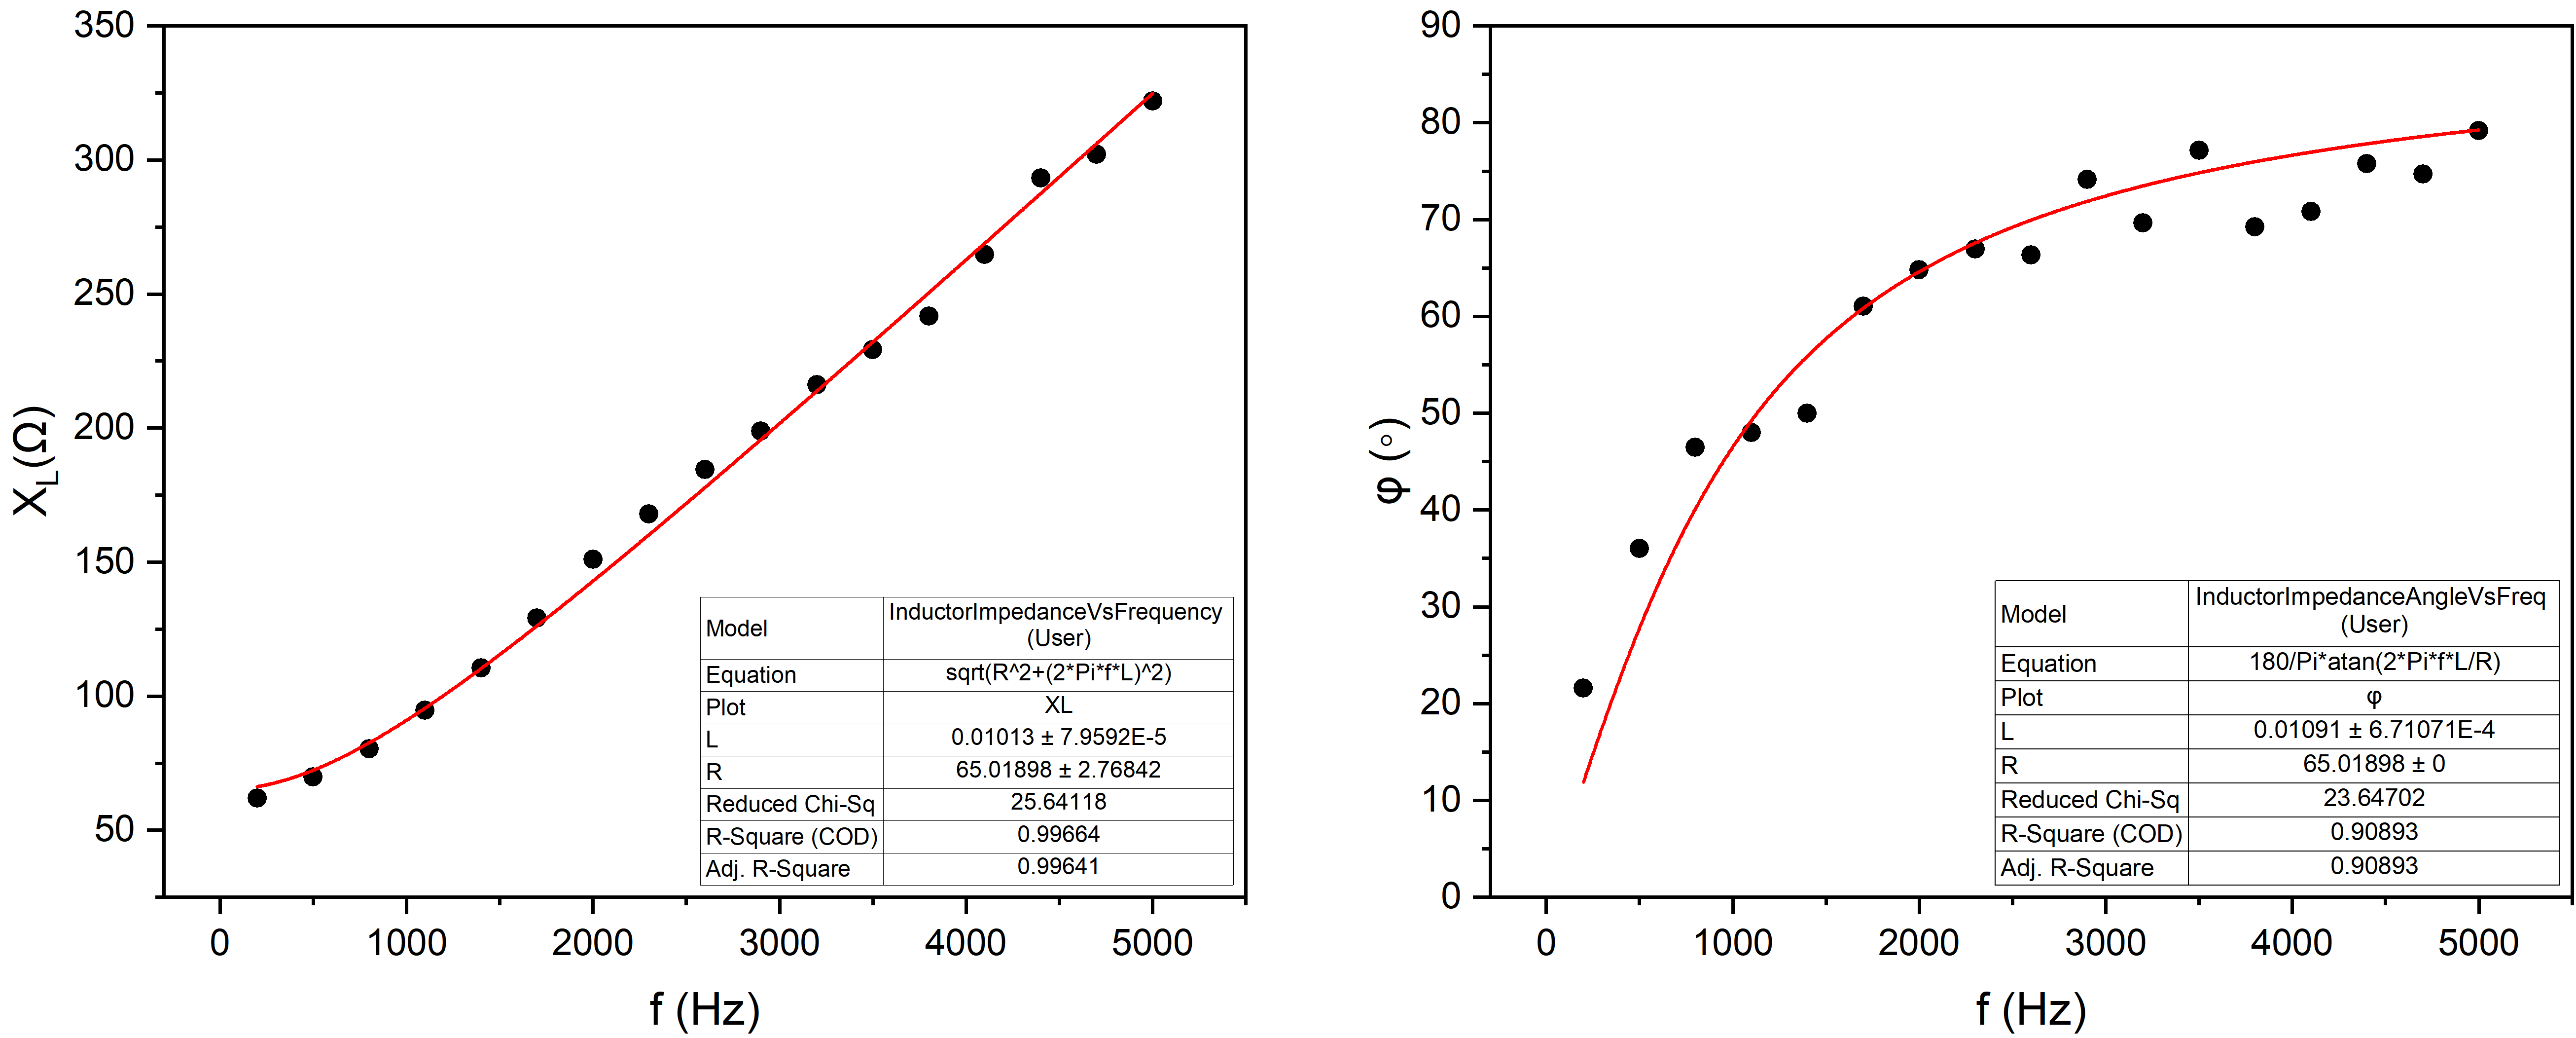 350
300
250
200
150
100
50
X_L(Ω)
0 1000 2000 3000 4000 5000
f (Hz)
Model InductorImpedanceVsFrequency
(User)
Equation sqrt(R^2+(2*Pi*f*L)^2)
Plot XL
L 0.01013 ± 7.9592E-5
R 65.01898 ± 2.76842
Reduced Chi-Sq 25.64118
R-Square (COD) 0.99664
Adj. R-Square 0.99641
90
80
70
60
50
40
30
20
10
0
φ (°)
0 1000 2000 3000 4000 5000
f (Hz)
Model InductorImpedanceAngleVsFreq
(User)
Equation 180/Pi*atan(2*Pi*f*L/R)
Plot φ
L 0.01091 ± 6.71071E-4
R 65.01898 ± 0
Reduced Chi-Sq 23.64702
R-Square (COD) 0.90893
Adj. R-Square 0.90893